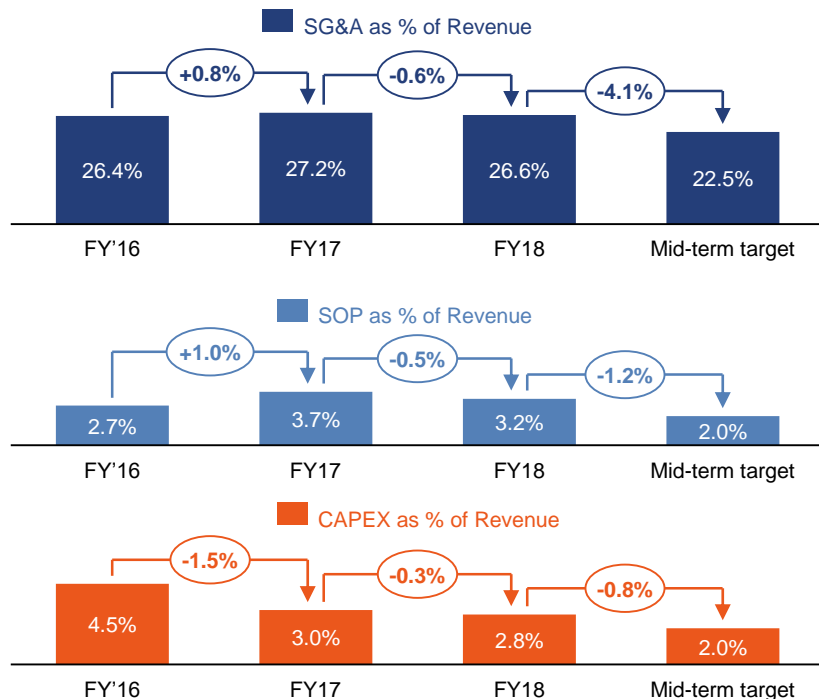 SG&A as % of Revenue
+0.8%
-0.6%
-4.1%
26.4%
27.2%
26.6%
22.5%
FY'16
FY17
FY18
Mid-term target
SOP as % of Revenue
+1.0%
-0.5%
-1.2%
2.7%
3.7%
3.2%
2.0%
FY'16
FY17
FY18
Mid-term target
CAPEX as % of Revenue
-1.5%
-0.3%
-0.8%
4.5%
3.0%
2.8%
2.0%
FY'16
FY17
FY18
Mid-term target